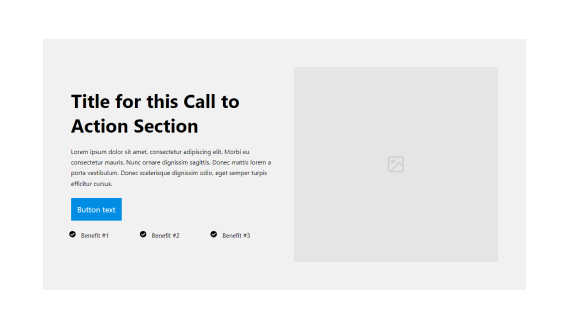 Title for this Call to
Action Section
Lorem ipsum dolor sit amet, consectetur adipiscing elit. Morbi eu
consectetur mauris. Nunc ornare dignissim sagittis. Donec mattis lorem a
porta vestibulum. Donec scelerisque dignissim odio, eget semper turpis
efficitur cursus.
Button text
Benefit #1 Benefit #2 Benefit #3